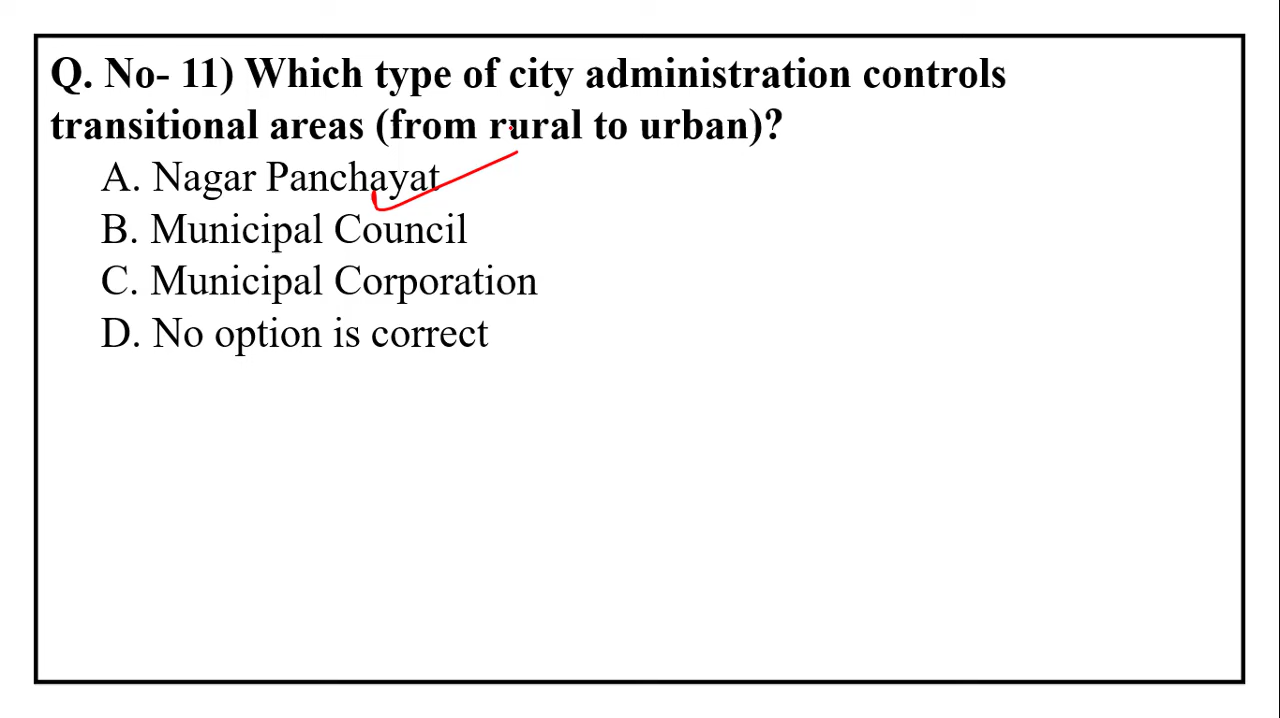 Q. No- 11) Which type of city administration controls
transitional areas (from rural to urban)?
A. Nagar Panchayat
B. Municipal Council
C. Municipal Corporation
D. No option is correct